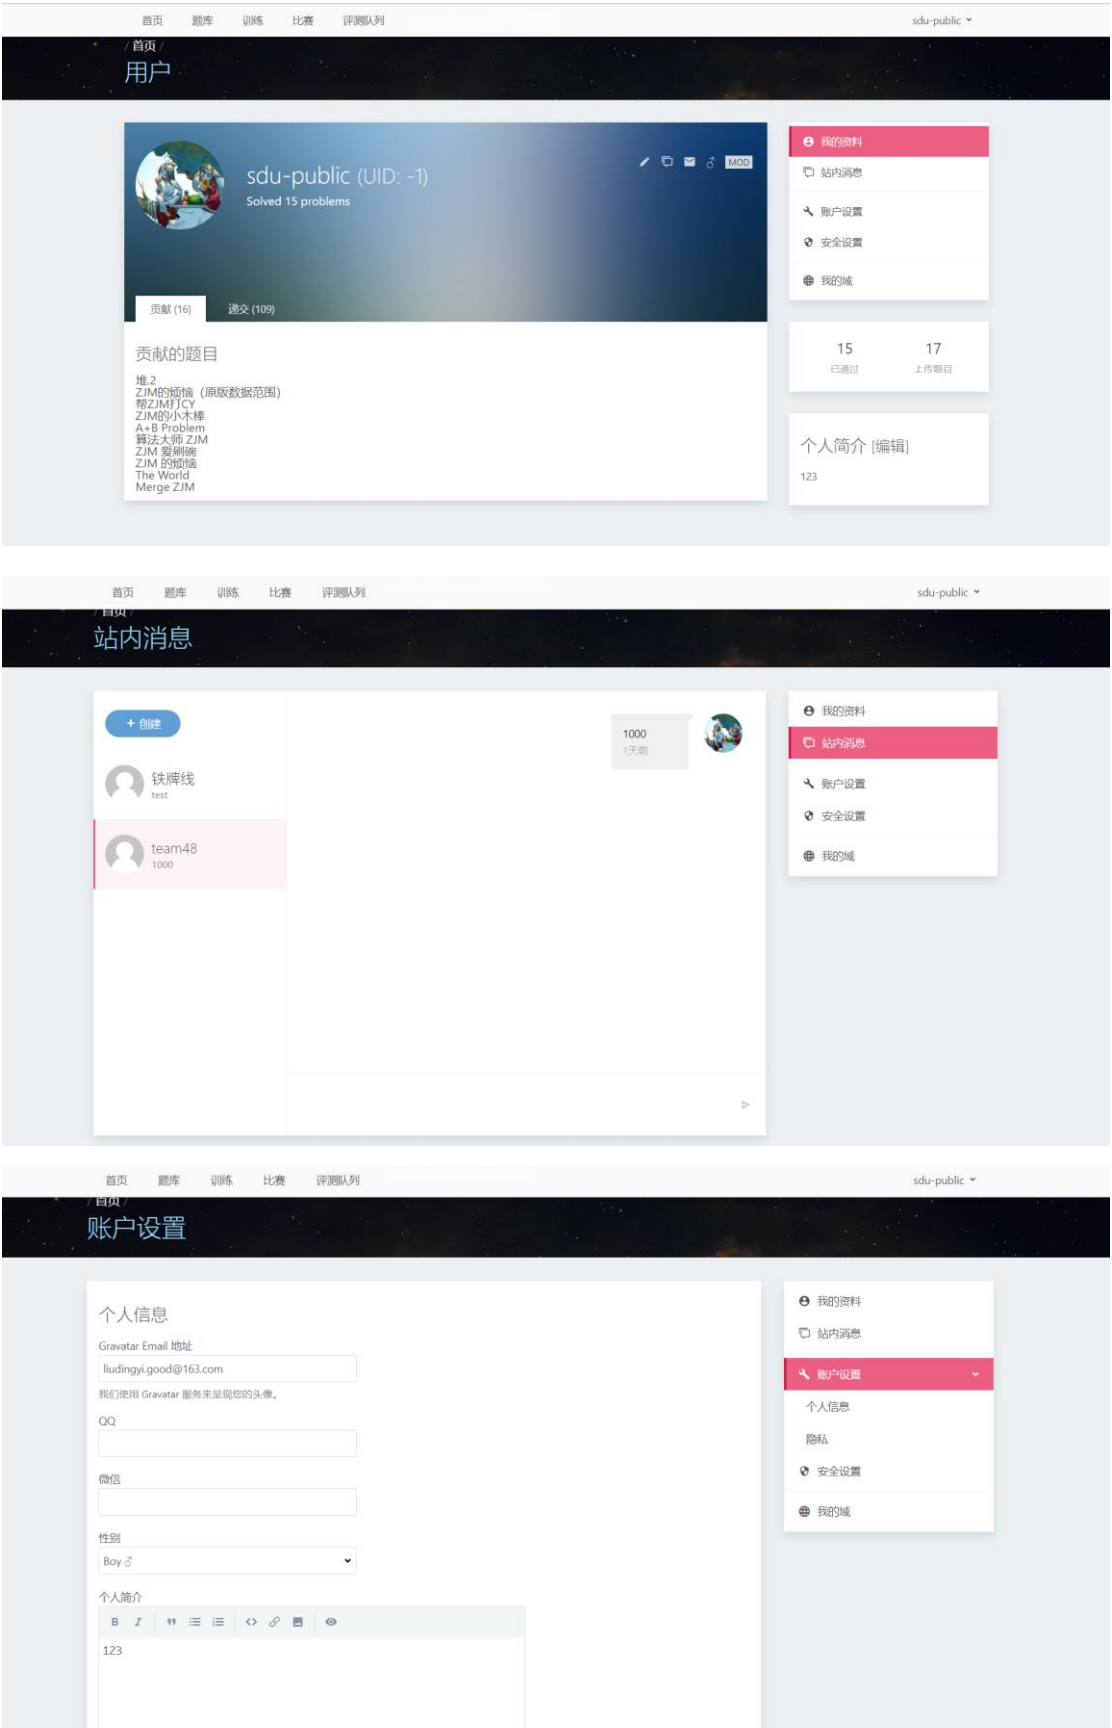 首页 题库 训练 比赛 评测队列 sdu-public
/ 首页 /
用户
sdu-public (UID: -1)
Solved 15 problems
MOD
贡献 (16) 递交 (109)
贡献的题目
堆.2
ZJM的烦恼（原版数据范围）
帮ZJM打CY
ZJM的小木棒
A+B Problem
算法大师 ZJM
ZJM 爱刷碗
ZJM 的烦恼
The World
Merge ZJM
我的资料
站内消息
账户设置
安全设置
我的域
15 17
已通过 上传题目
个人简介 [编辑]
123
首页 题库 训练 比赛 评测队列 sdu-public
/ 首页 /
站内消息
+ 创建
铁牌线
test
team48
1000
1000
1天前
我的资料
站内消息
账户设置
安全设置
我的域
首页 题库 训练 比赛 评测队列 sdu-public
/ 首页 /
账户设置
个人信息
Gravatar Email 地址
liudingyi.good@163.com
我们使用 Gravatar 服务来呈现您的头像。
QQ
微信
性别
Boy ♂
个人简介
B I
123
我的资料
站内消息
账户设置
个人信息
隐私
安全设置
我的域